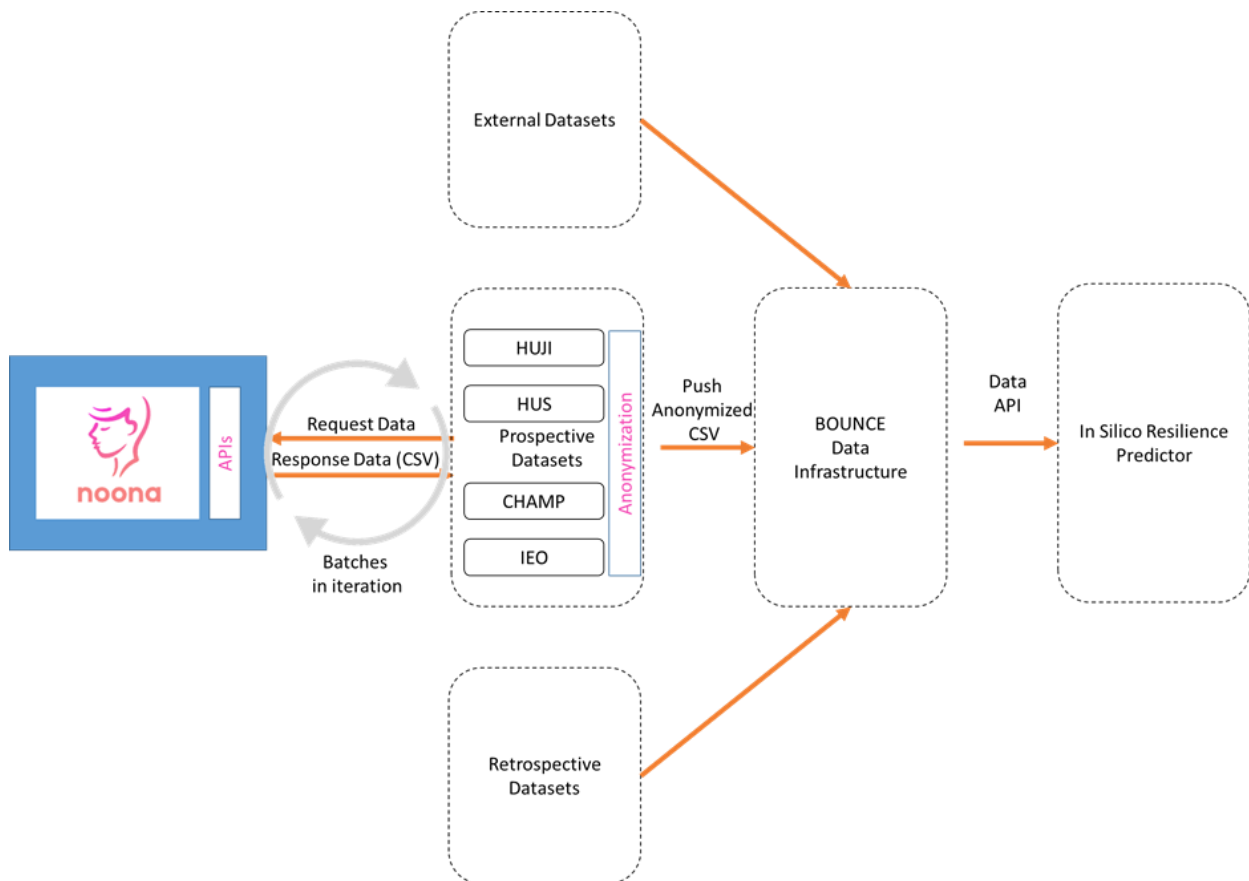 External Datasets
noona
APIs
Request Data
Response Data (CSV)
Batches
in iteration
HUJI
HUS
Prospective
Datasets
CHAMP
IEO
Anonymization
Push
Anonymized
CSV
BOUNCE
Data
Infrastructure
Data
API
In Silico Resilience
Predictor
Retrospective
Datasets